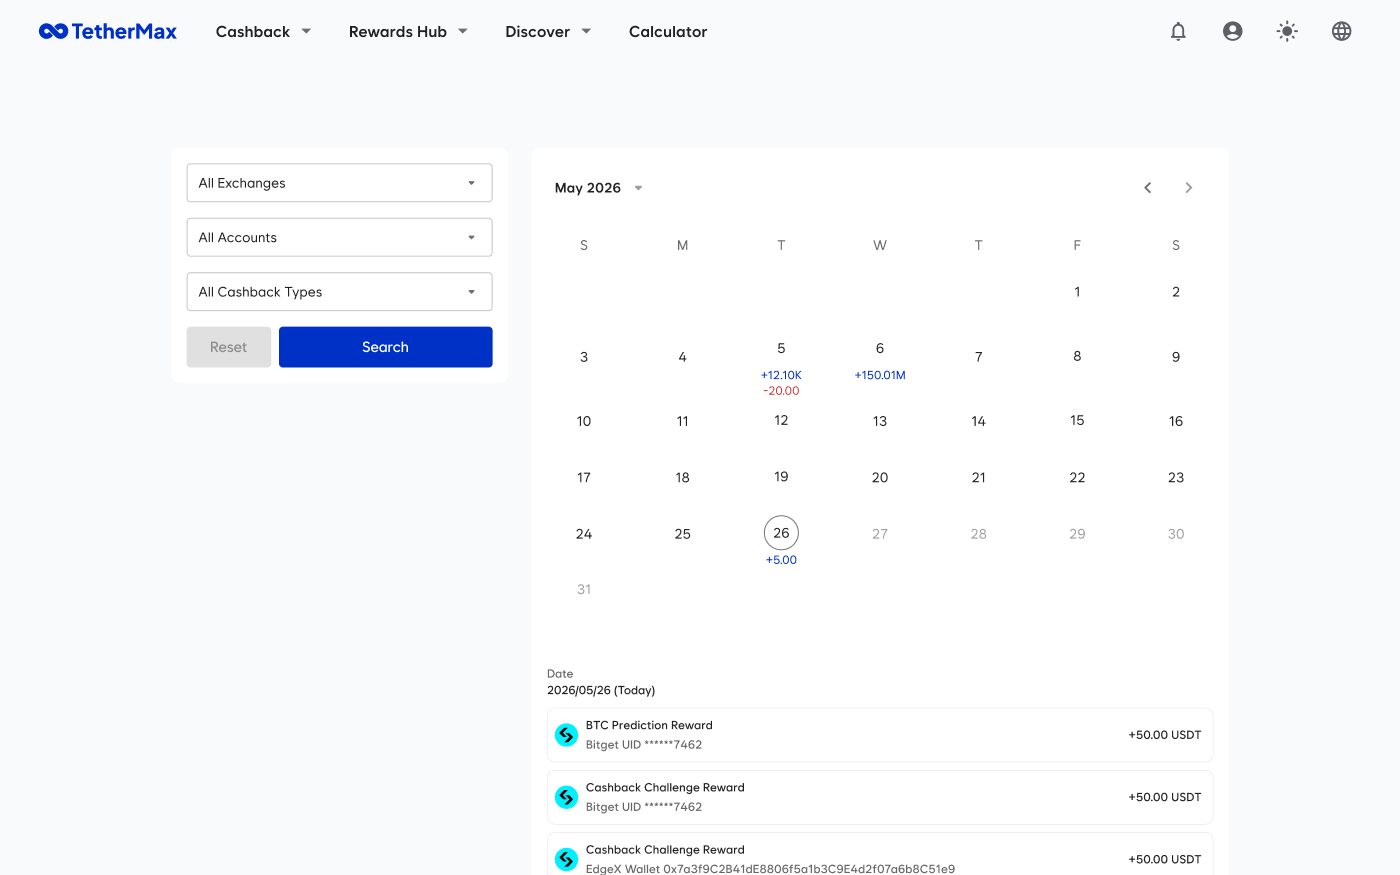 TetherMax
Cashback
Rewards Hub
Discover
Calculator
All Exchanges
All Accounts
All Cashback Types
Reset
Search
May 2026
S M T W T F S
1 2
3 4 5 6 7 8 9
+12.10K +150.01M
-20.00
10 11 12 13 14 15 16
17 18 19 20 21 22 23
24 25 26 27 28 29 30
+5.00
31
Date
2026/05/26 (Today)
BTC Prediction Reward
Bitget UID ******7462
+50.00 USDT
Cashback Challenge Reward
Bitget UID ******7462
+50.00 USDT
Cashback Challenge Reward
EdgeX Wallet 0x7a3f9C2B41dE8806f5a1b3C9E4d2f07a6b8C51e9
+50.00 USDT